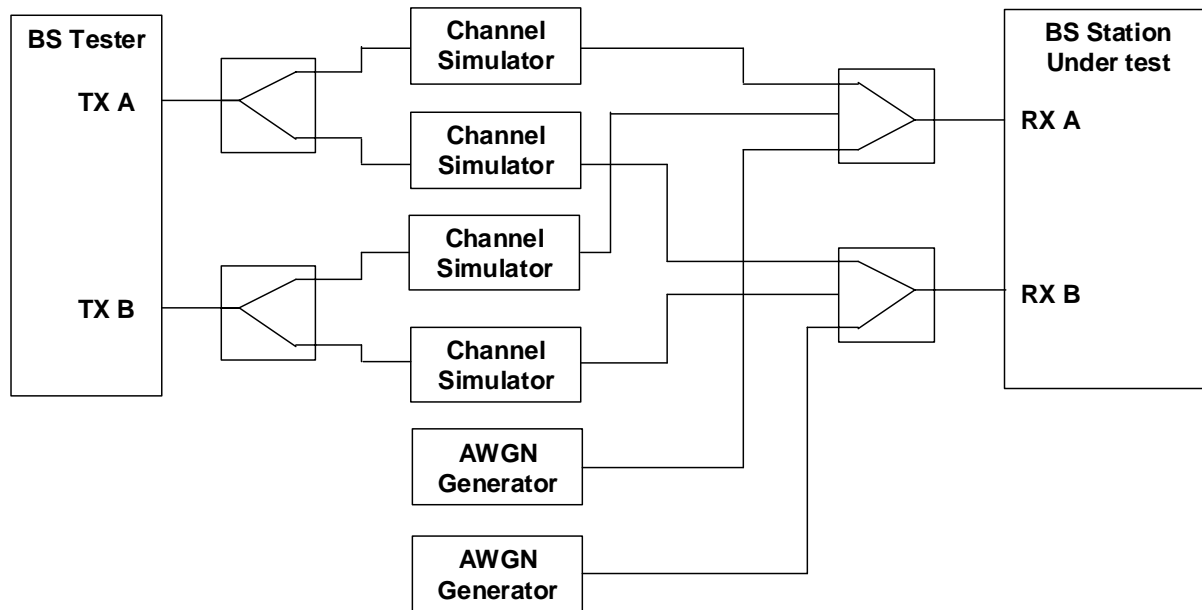 BS Tester
TX A
TX B
Channel
Simulator
Channel
Simulator
Channel
Simulator
Channel
Simulator
AWGN
Generator
AWGN
Generator
BS Station
Under test
RX A
RX B